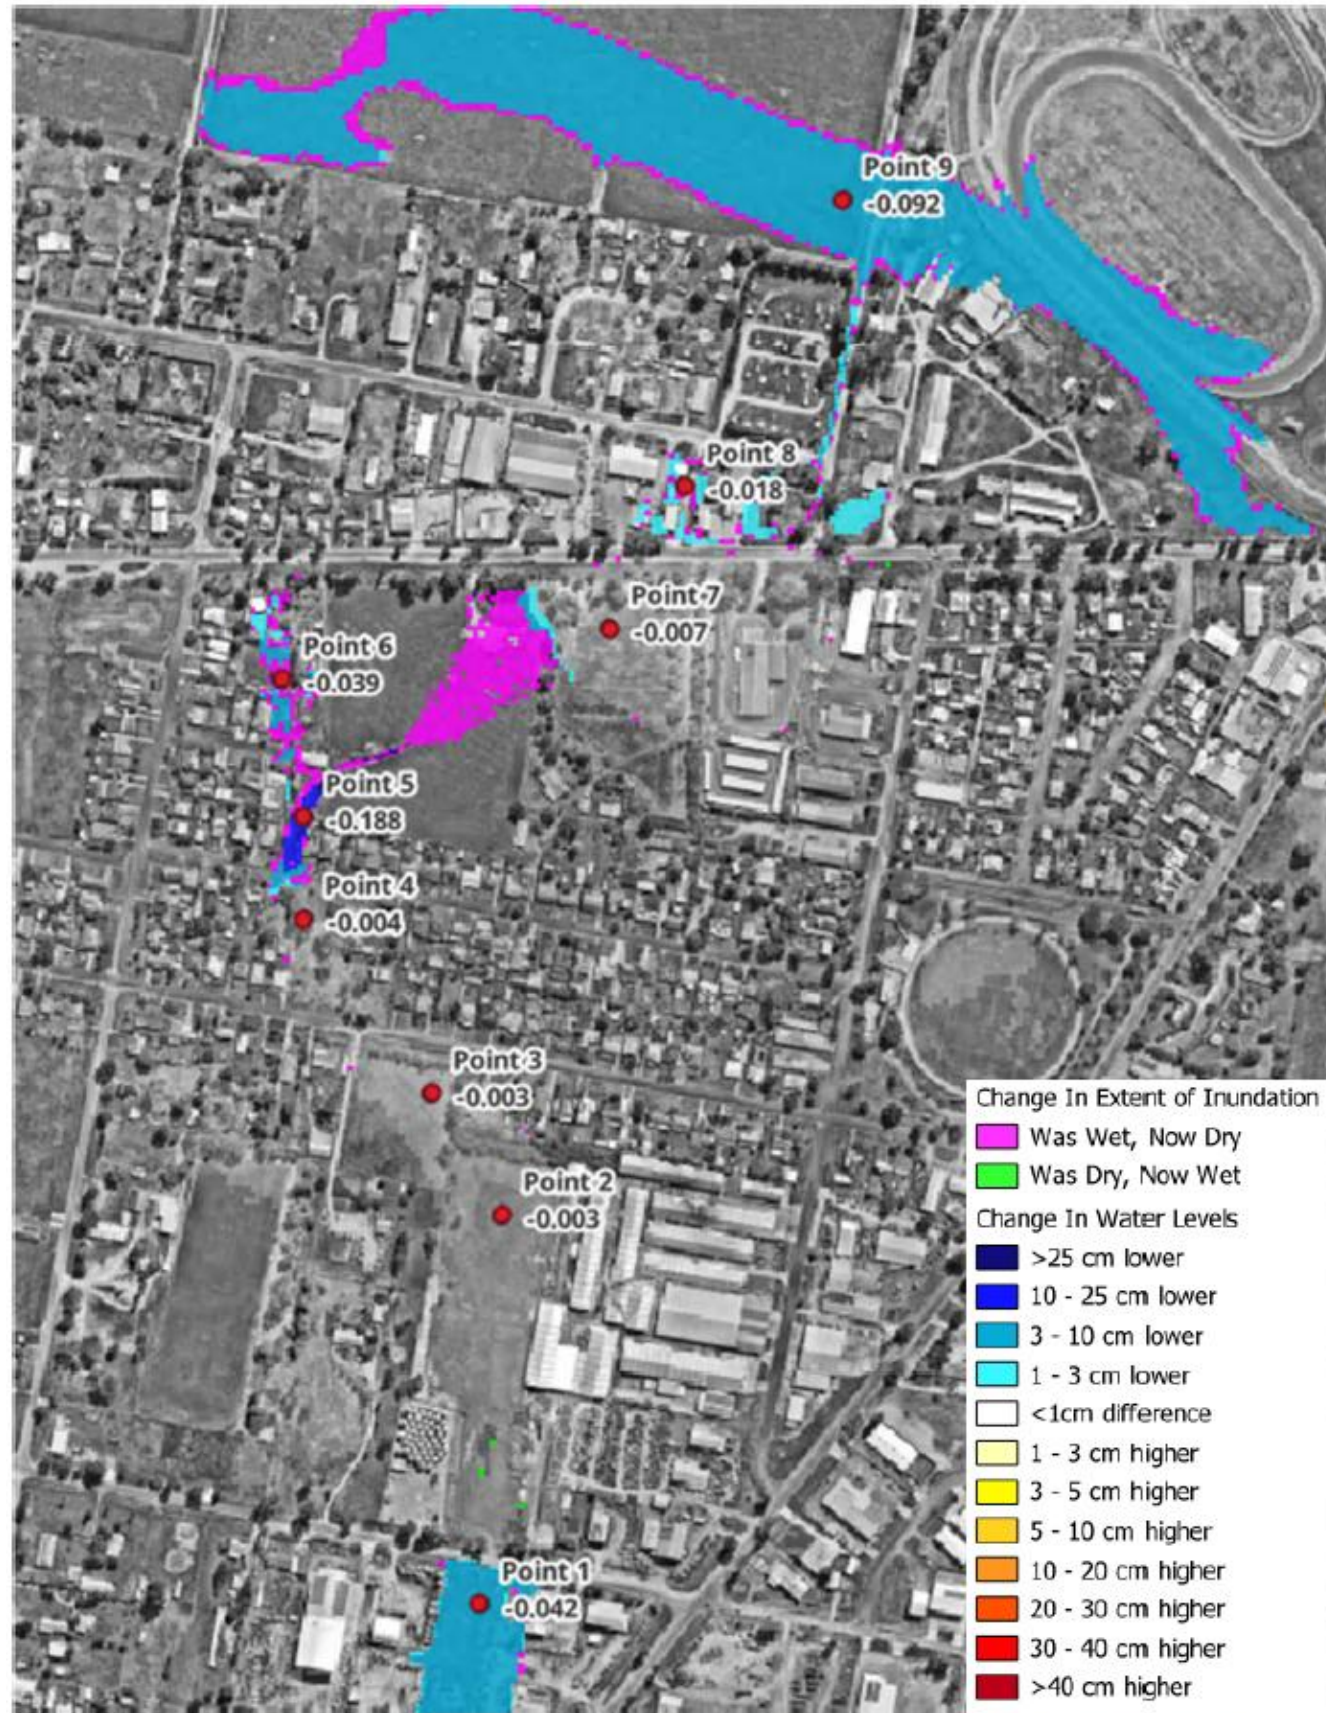 Point 9
-0.092
Point 8
-0.018
Point 7
-0.007
Point 6
-0.039
Point 5
-0.188
Point 4
-0.004
Point 3
-0.003
Point 2
-0.003
Point 1
-0.042
Change In Extent of Inundation
Was Wet, Now Dry
Was Dry, Now Wet
Change In Water Levels
>25 cm lower
10 - 25 cm lower
3 - 10 cm lower
1 - 3 cm lower
<1cm difference
1 - 3 cm higher
3 - 5 cm higher
5 - 10 cm higher
10 - 20 cm higher
20 - 30 cm higher
30 - 40 cm higher
>40 cm higher